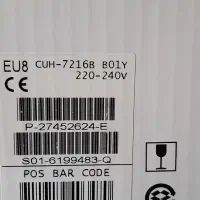 EU8 CUH-7216B B01Y
220-240V
CE
P-27452624-E
S01-6199483-Q
POS BAR CODE